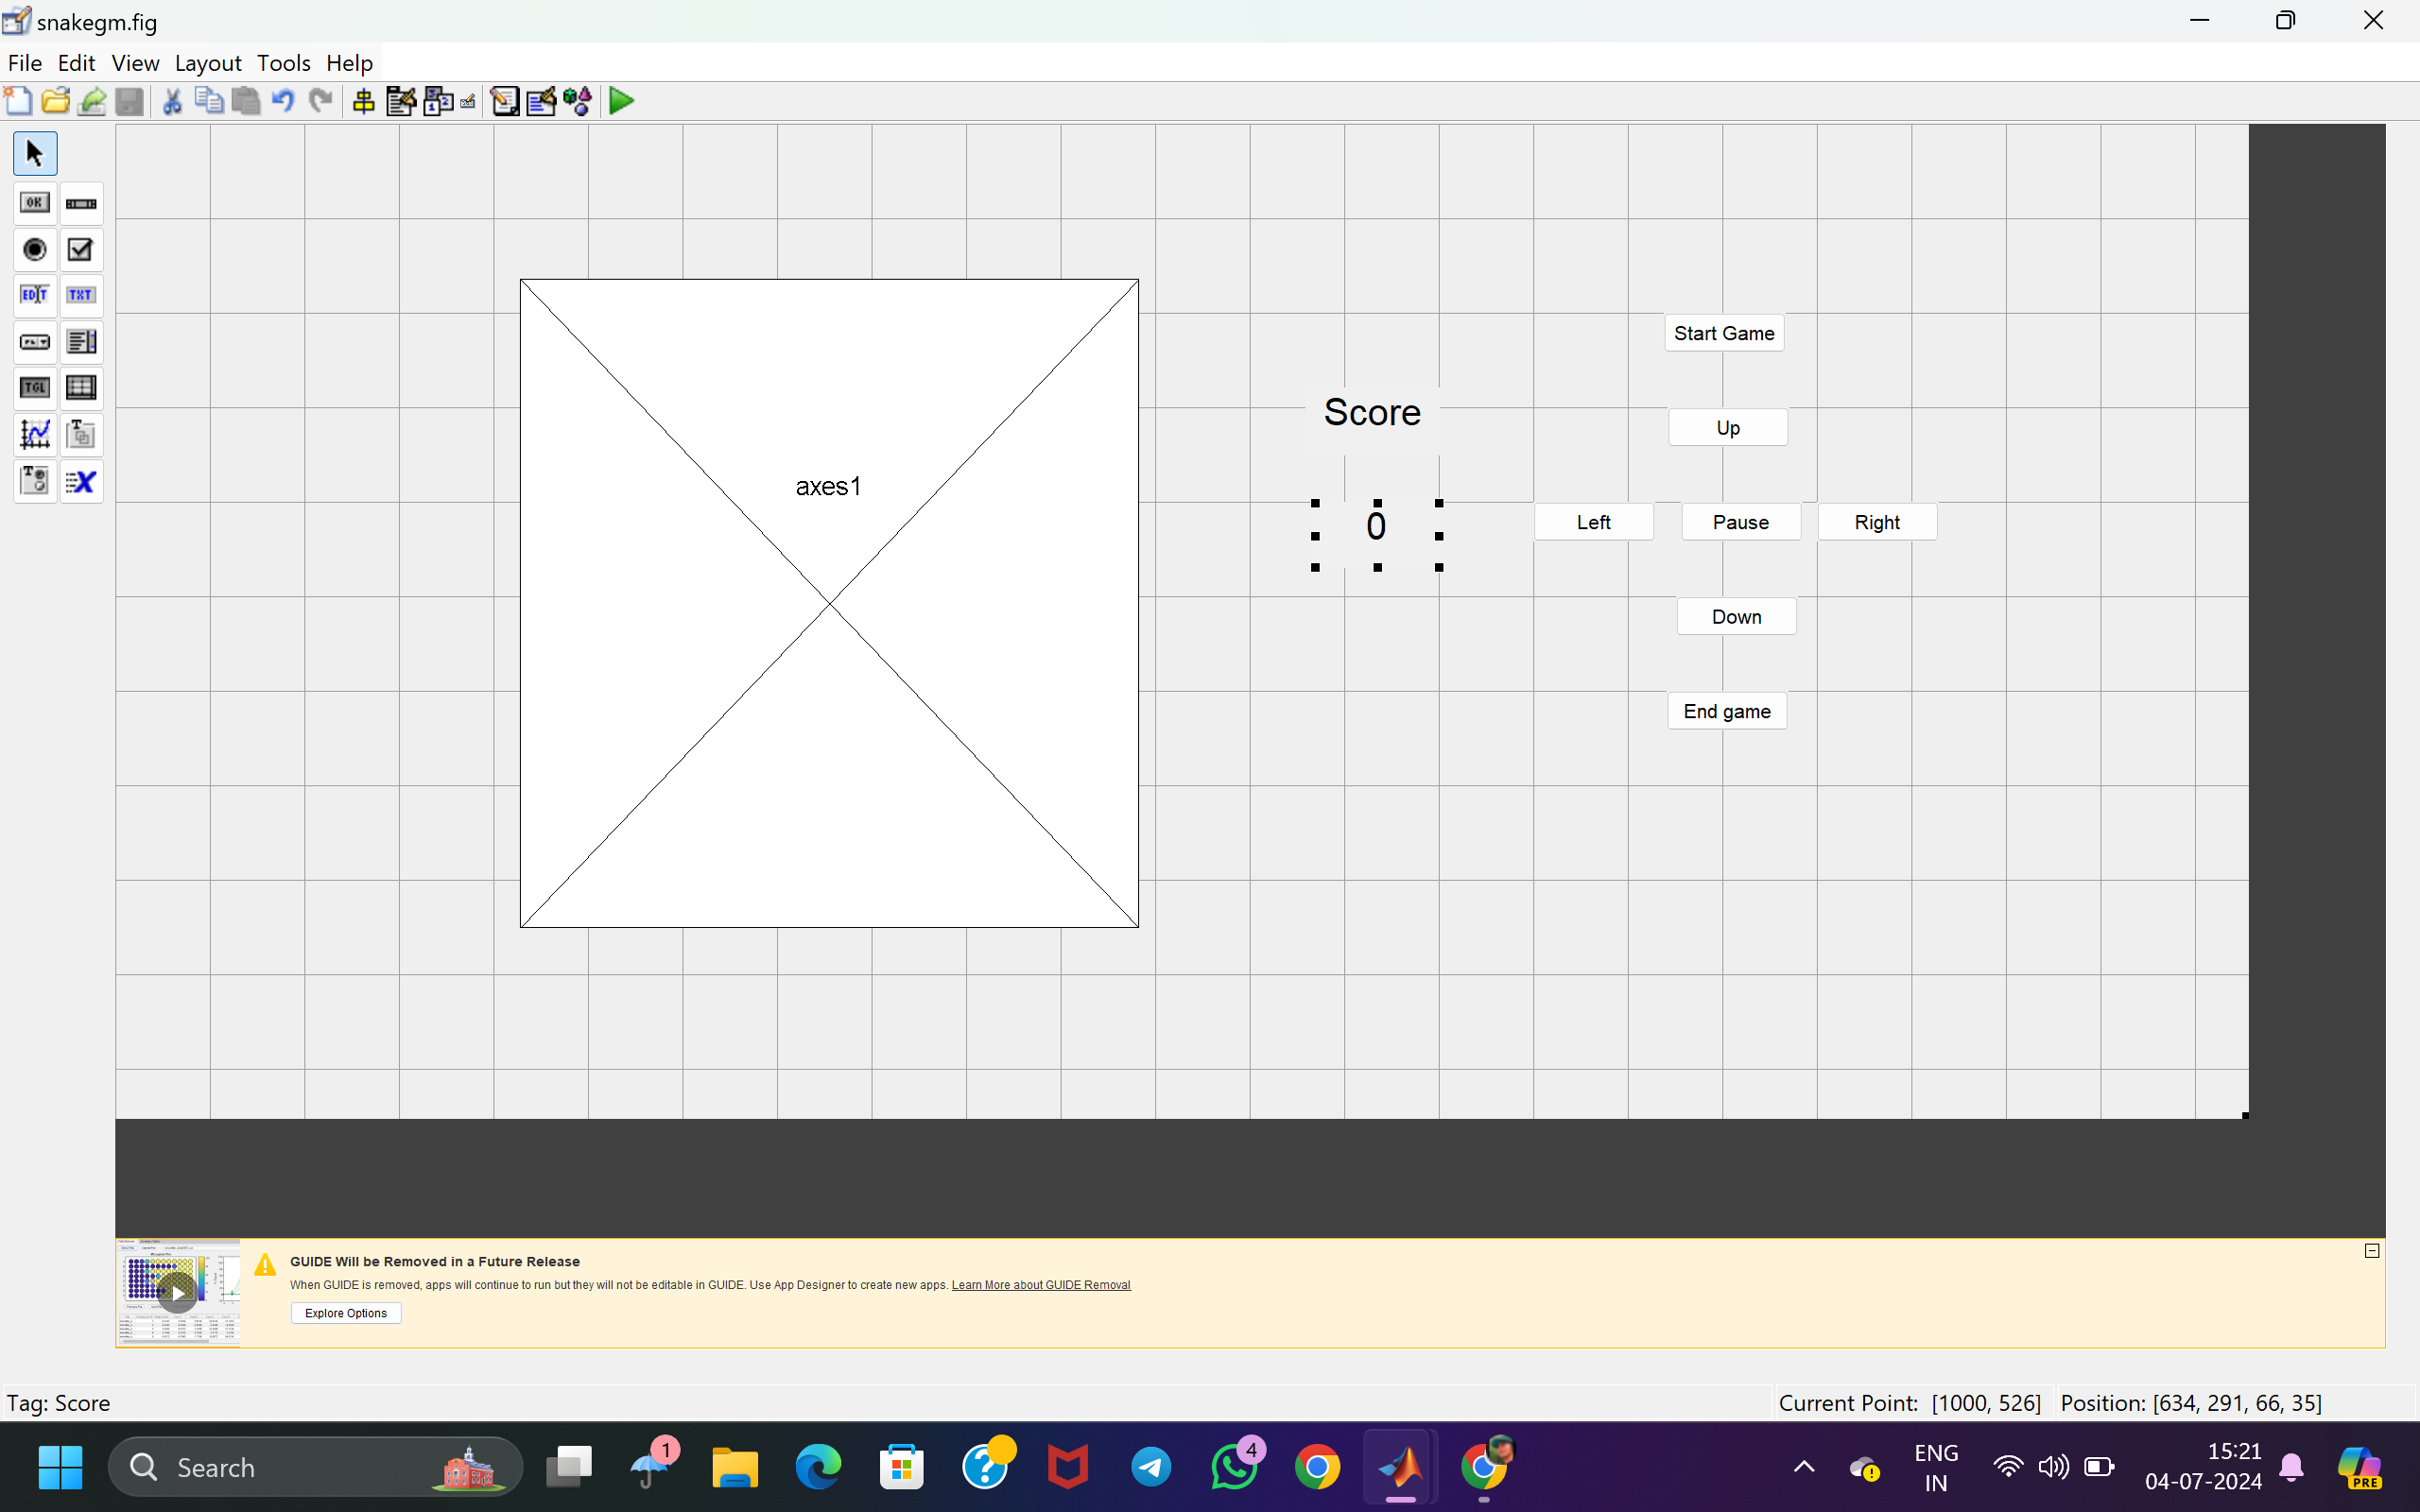 snakegm.fig
File Edit View Layout Tools Help
OK
EDIT TXT
TGL
axes1
Score
0
Start Game
Up
Left Pause Right
Down
End game
GUIDE Will be Removed in a Future Release
When GUIDE is removed, apps will continue to run but they will not be editable in GUIDE. Use App Designer to create new apps. Learn More about GUIDE Removal
Explore Options
Tag: Score
Current Point: [1000, 526] Position: [634, 291, 66, 35]
Search
1
4
ENG
IN
15:21
04-07-2024
PRE